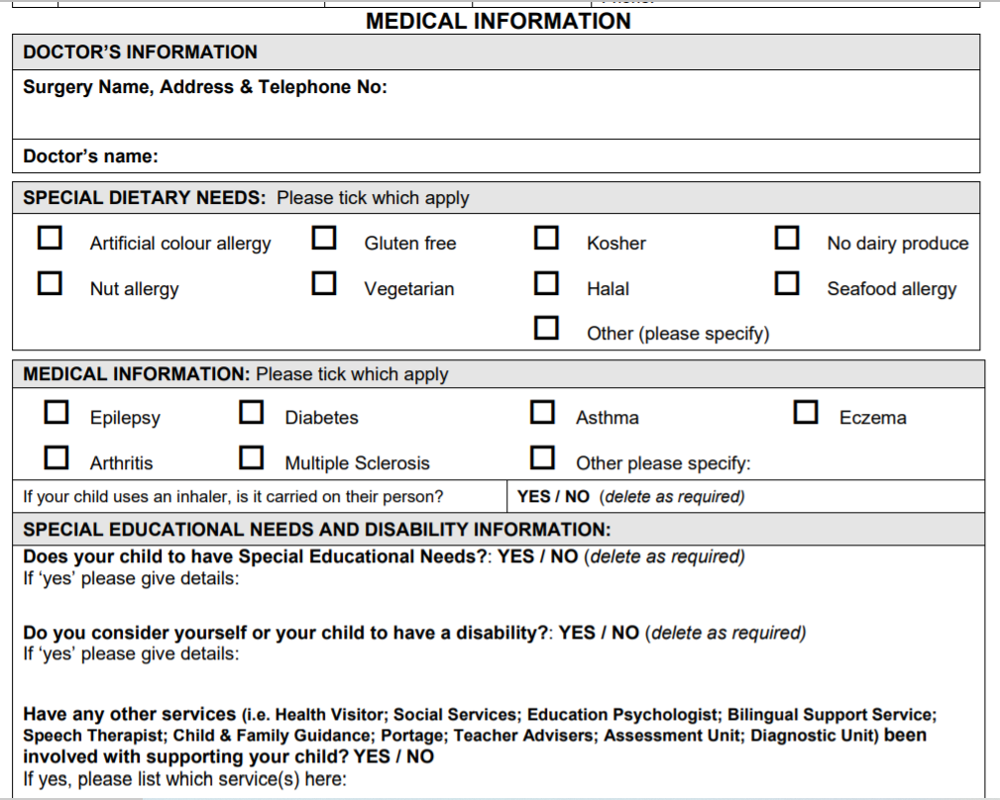 MEDICAL INFORMATION
DOCTOR'S INFORMATION
Surgery Name, Address & Telephone No:
Doctor's name:
SPECIAL DIETARY NEEDS: Please tick which apply
Artificial colour allergy Gluten free Kosher No dairy produce
Nut allergy Vegetarian Halal Seafood allergy
Other (please specify)
MEDICAL INFORMATION: Please tick which apply
Epilepsy Diabetes Asthma Eczema
Arthritis Multiple Sclerosis Other please specify:
If your child uses an inhaler, is it carried on their person? YES / NO (delete as required)
SPECIAL EDUCATIONAL NEEDS AND DISABILITY INFORMATION:
Does your child to have Special Educational Needs?: YES / NO (delete as required)
If 'yes' please give details:
Do you consider yourself or your child to have a disability?: YES / NO (delete as required)
If 'yes' please give details:
Have any other services (i.e. Health Visitor; Social Services; Education Psychologist; Bilingual Support Service;
Speech Therapist; Child & Family Guidance; Portage; Teacher Advisers; Assessment Unit; Diagnostic Unit) been
involved with supporting your child? YES / NO
If yes, please list which service(s) here: